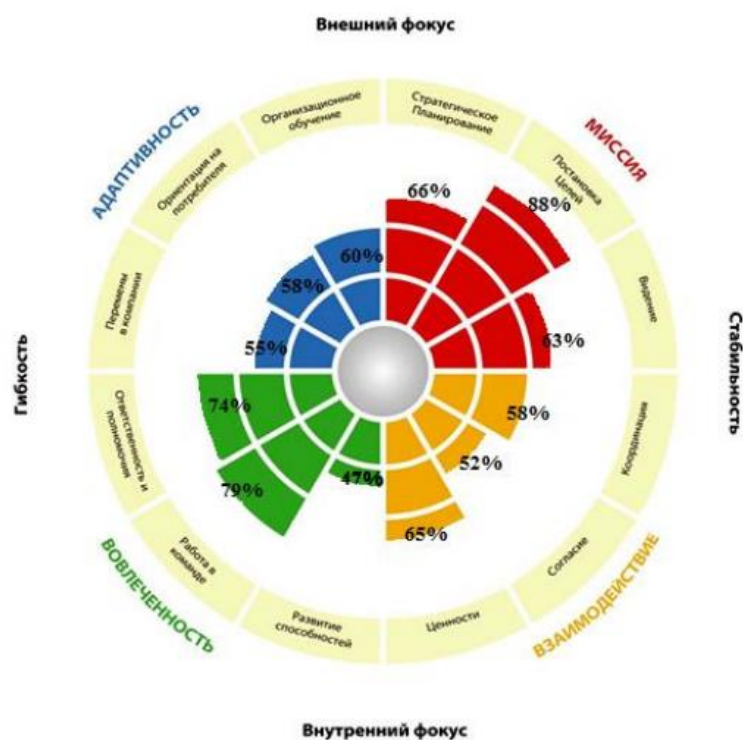 Внешний фокус
АДАПТИВНОСТЬ
МИССИЯ
Организационное
обучение
Стратегическое
Планирование
Ориентация на
потребителя
Постановка
Целей
Перемены
в компании
Видение
66%
88%
60%
58%
55%
63%
Гибкость
Стабильность
74%
58%
79%
47%
52%
65%
Ответственность и
полномочия
Координация
Работа в
команде
Согласие
Развитие
способностей
Ценности
ВОВЛЕЧЕННОСТЬ
ВЗАИМОДЕЙСТВИЕ
Внутренний фокус